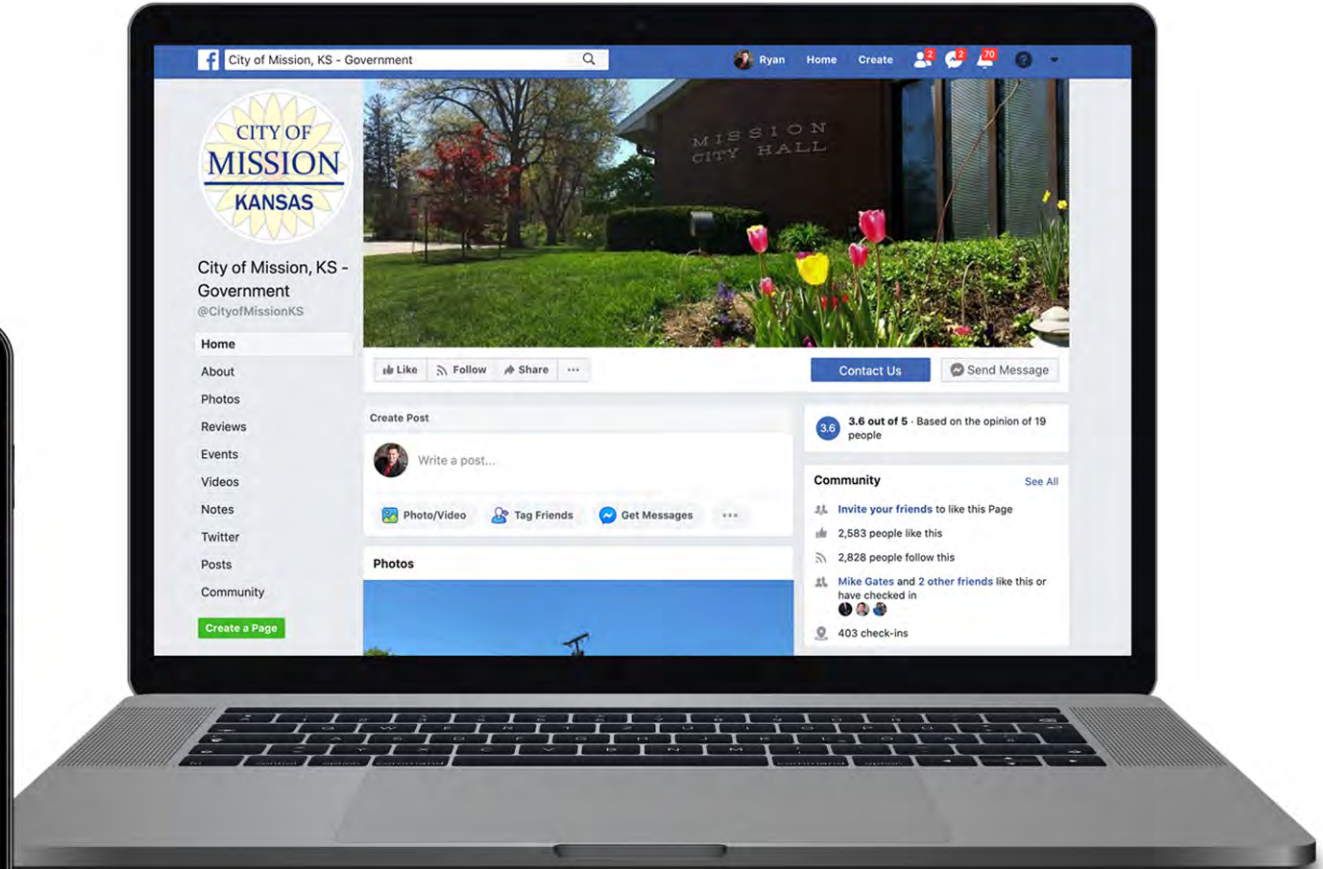 City of Mission, KS - Government
Ryan
Home
Create
2
2
70
CITY OF
MISSION
KANSAS
MISSION
CITY HALL
City of Mission, KS -
Government
@CityofMissionKS
Home
About
Photos
Reviews
Events
Videos
Notes
Twitter
Posts
Community
Create a Page
Like
Follow
Share
Contact Us
Send Message
Create Post
Write a post...
Photo/Video
Tag Friends
Get Messages
Photos
3.6
3.6 out of 5 · Based on the opinion of 19
people
Community
See All
Invite your friends to like this Page
2,583 people like this
2,828 people follow this
Mike Gates and 2 other friends like this or
have checked in
403 check-ins